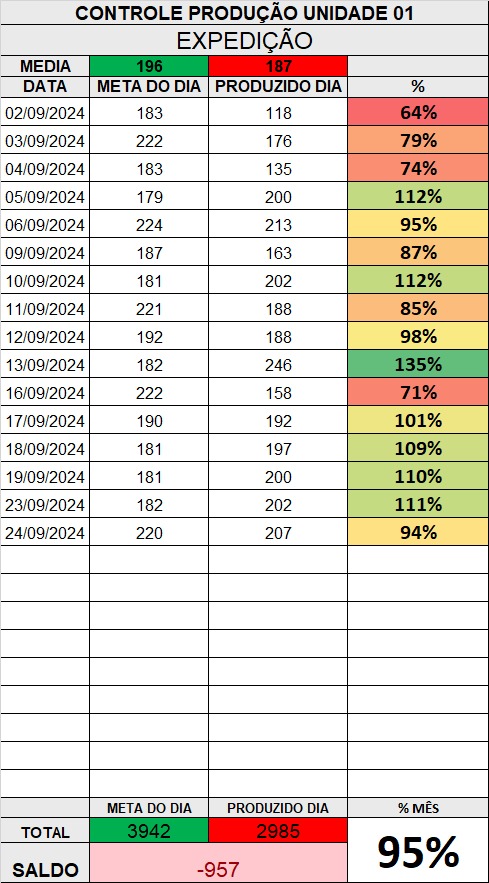 CONTROLE PRODUÇÃO UNIDADE 01
EXPEDIÇÃO
MEDIA 196 187
DATA META DO DIA PRODUZIDO DIA %
02/09/2024 183 118 64%
03/09/2024 222 176 79%
04/09/2024 183 135 74%
05/09/2024 179 200 112%
06/09/2024 224 213 95%
09/09/2024 187 163 87%
10/09/2024 181 202 112%
11/09/2024 221 188 85%
12/09/2024 192 188 98%
13/09/2024 182 246 135%
16/09/2024 222 158 71%
17/09/2024 190 192 101%
18/09/2024 181 197 109%
19/09/2024 181 200 110%
23/09/2024 182 202 111%
24/09/2024 220 207 94%
META DO DIA PRODUZIDO DIA % MÊS
TOTAL 3942 2985 95%
SALDO -957